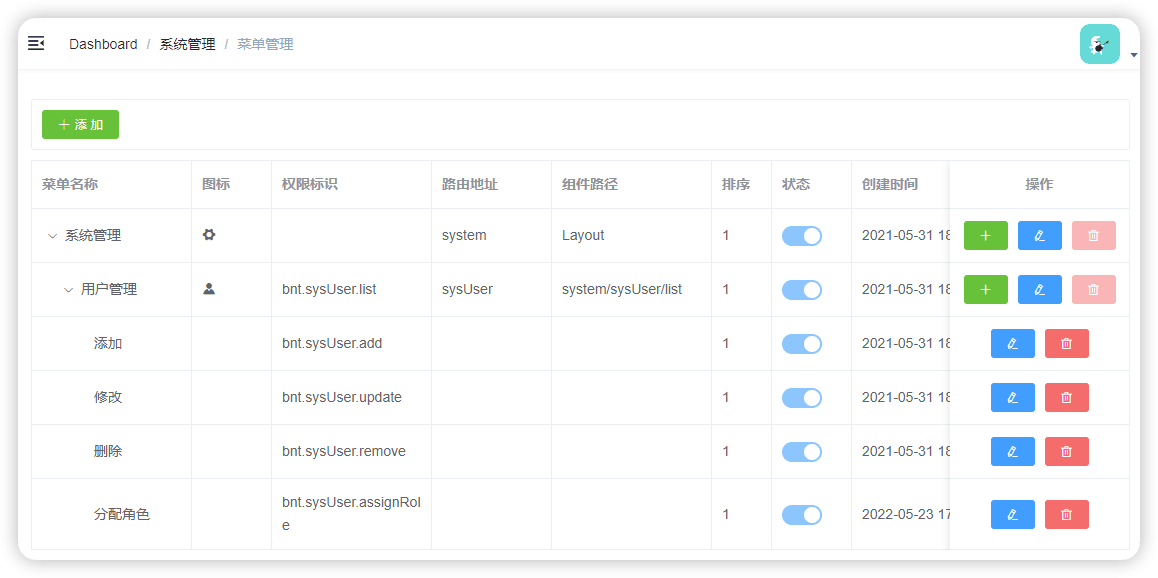 Dashboard / 系统管理 / 菜单管理
添加
菜单名称 图标 权限标识 路由地址 组件路径 排序 状态 创建时间 操作
系统管理 system Layout 1 2021-05-31 18
用户管理 bnt.sysUser.list sysUser system/sysUser/list 1 2021-05-31 18
添加 bnt.sysUser.add 1 2021-05-31 18
修改 bnt.sysUser.update 1 2021-05-31 18
删除 bnt.sysUser.remove 1 2021-05-31 18
分配角色 bnt.sysUser.assignRol
e 1 2022-05-23 17